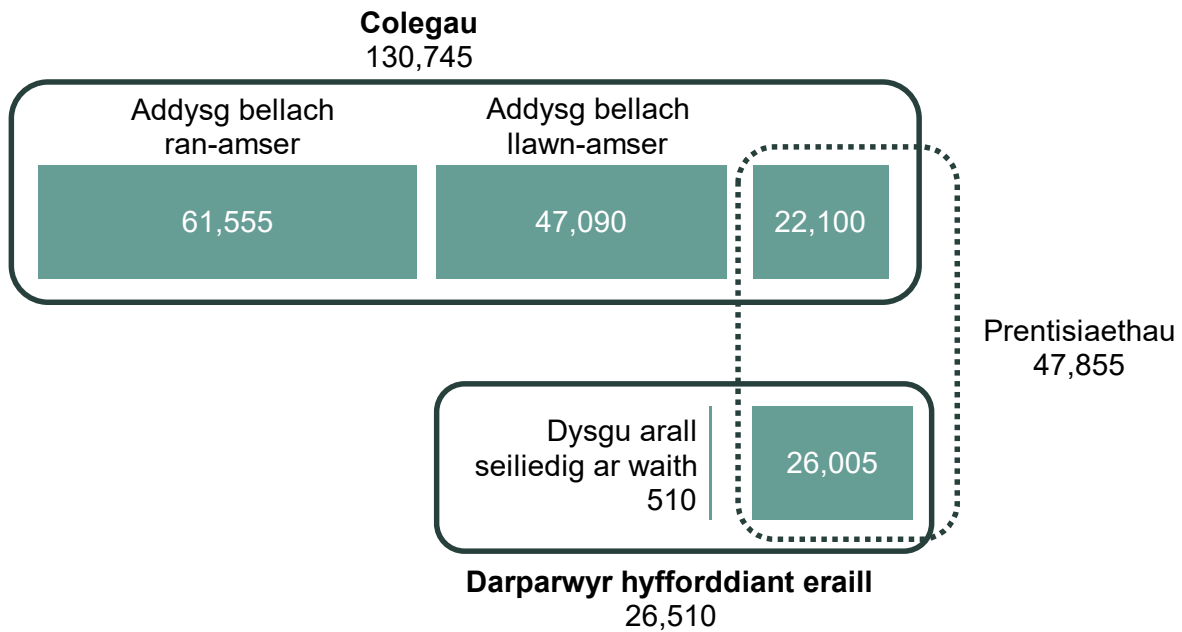 Colegau
130,745
Addysg bellach
ran-amser
Addysg bellach
llawn-amser
61,555
47,090
22,100
Prentisiaethau
47,855
Dysgu arall
seiliedig ar waith
510
26,005
Darparwyr hyfforddiant eraill
26,510